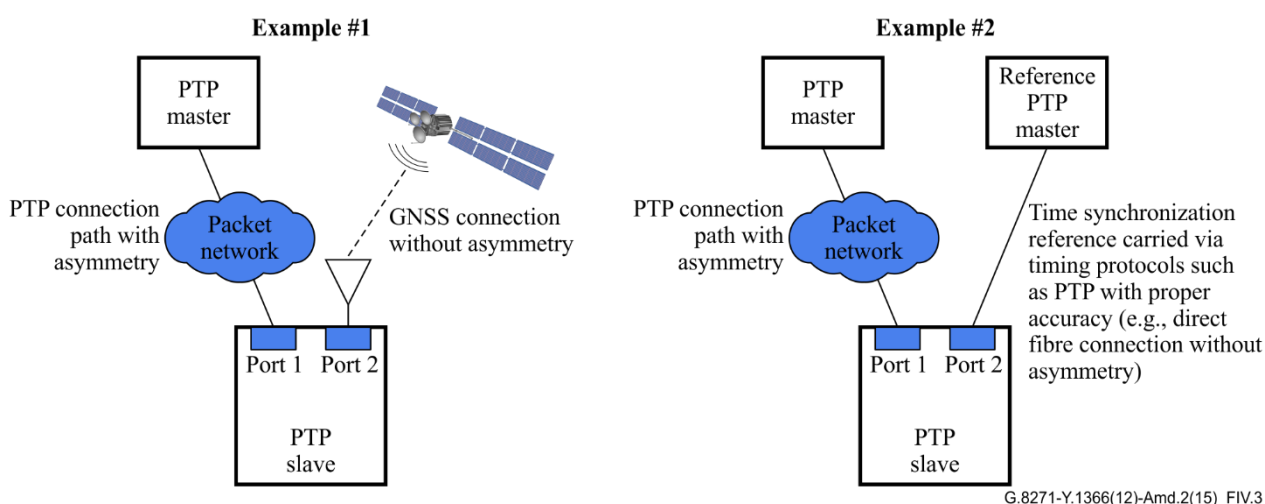 Example #1
PTP
master
PTP connection
path with
asymmetry
Packet
network
GNSS connection
without asymmetry
Port 1 Port 2
PTP
slave
Example #2
PTP
master
Reference
PTP
master
PTP connection
path with
asymmetry
Packet
network
Time synchronization
reference carried via
timing protocols such
as PTP with proper
accuracy (e.g., direct
fibre connection without
asymmetry)
Port 1 Port 2
PTP
slave
G.8271-Y.1366(12)-Amd.2(15)_FIV.3